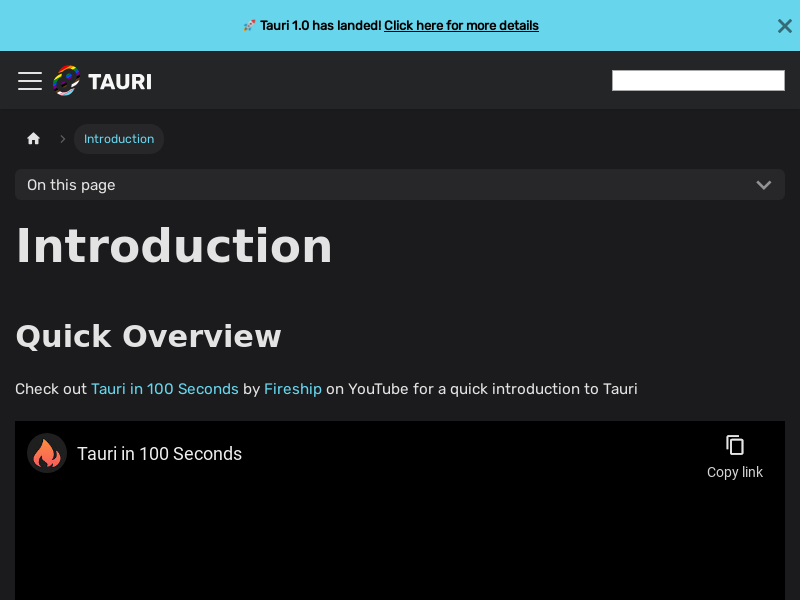 🚀 Tauri 1.0 has landed! Click here for more details
TAURI
Introduction
On this page
Introduction
Quick Overview
Check out Tauri in 100 Seconds by Fireship on YouTube for a quick introduction to Tauri
Tauri in 100 Seconds
Copy link